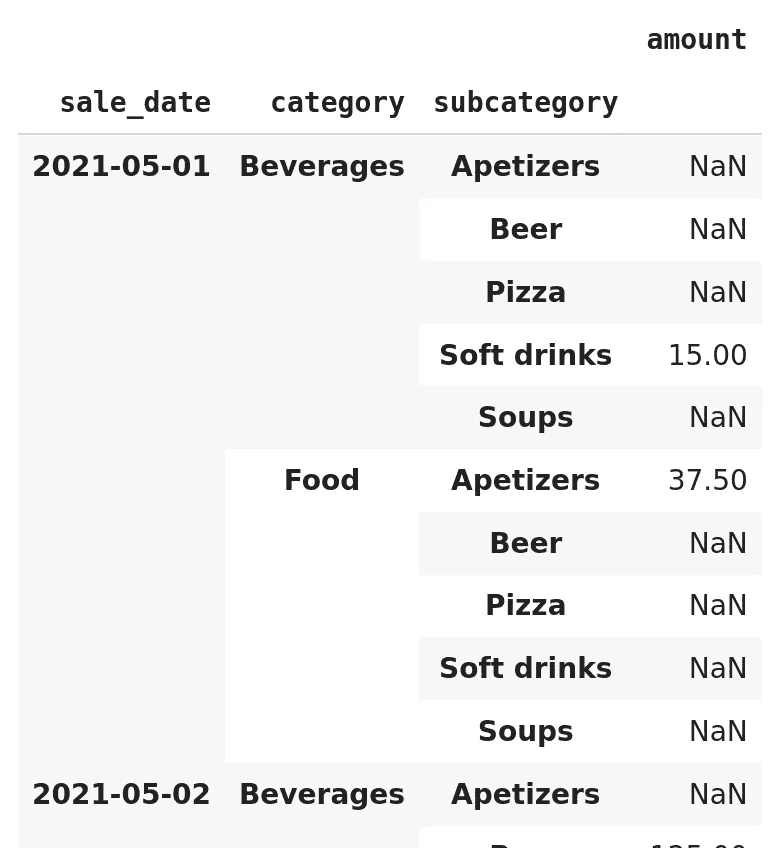 amount
sale_date category subcategory
2021-05-01 Beverages Apetizers NaN
Beer NaN
Pizza NaN
Soft drinks 15.00
Soups NaN
Food Apetizers 37.50
Beer NaN
Pizza NaN
Soft drinks NaN
Soups NaN
2021-05-02 Beverages Apetizers NaN